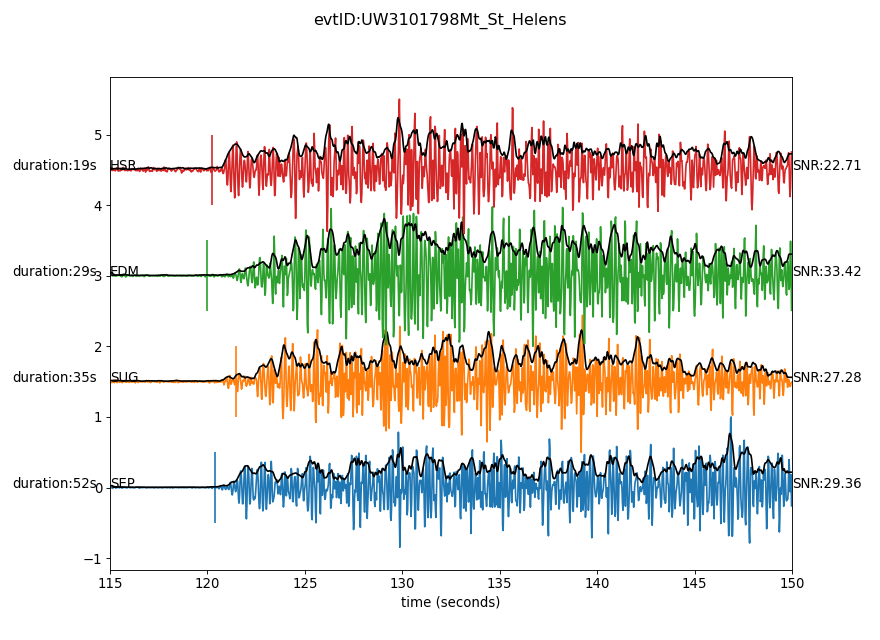 evtID:UW3101798Mt_St_Helens
5
duration:19s HSR SNR:22.71
4
duration:29s EDM SNR:33.42
3
2
duration:35s SUG SNR:27.28
1
duration:52s SEP SNR:29.36
0
−1
115 120 125 130 135 140 145 150
time (seconds)